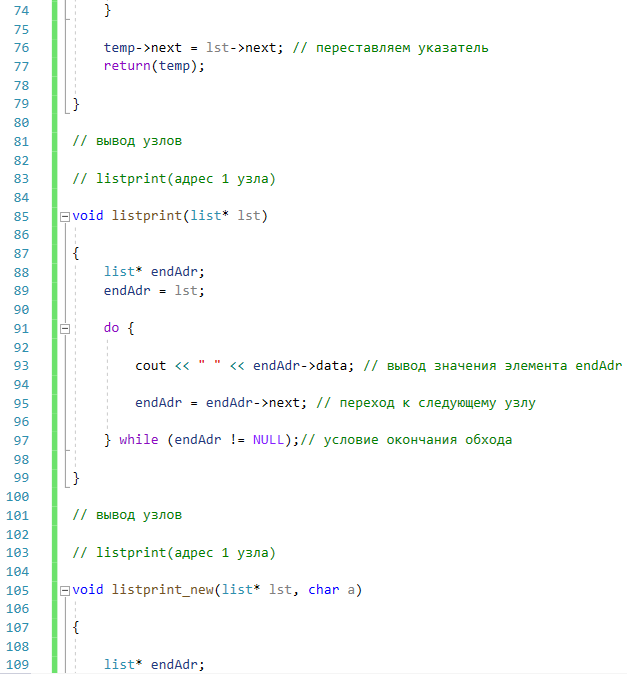 74 }
75
76 temp->next = lst->next; // переставляем указатель
77 return(temp);
78
79 }
80
81 // вывод узлов
82
83 // listprint(адрес 1 узла)
84
85 void listprint(list* lst)
86
87 {
88 list* endAdr;
89 endAdr = lst;
90
91 do {
92
93 cout << " " << endAdr->data; // вывод значения элемента endAdr
94
95 endAdr = endAdr->next; // переход к следующему узлу
96
97 } while (endAdr != NULL);// условие окончания обхода
98
99 }
100
101 // вывод узлов
102
103 // listprint(адрес 1 узла)
104
105 void listprint_new(list* lst, char a)
106
107 {
108
109 list* endAdr;